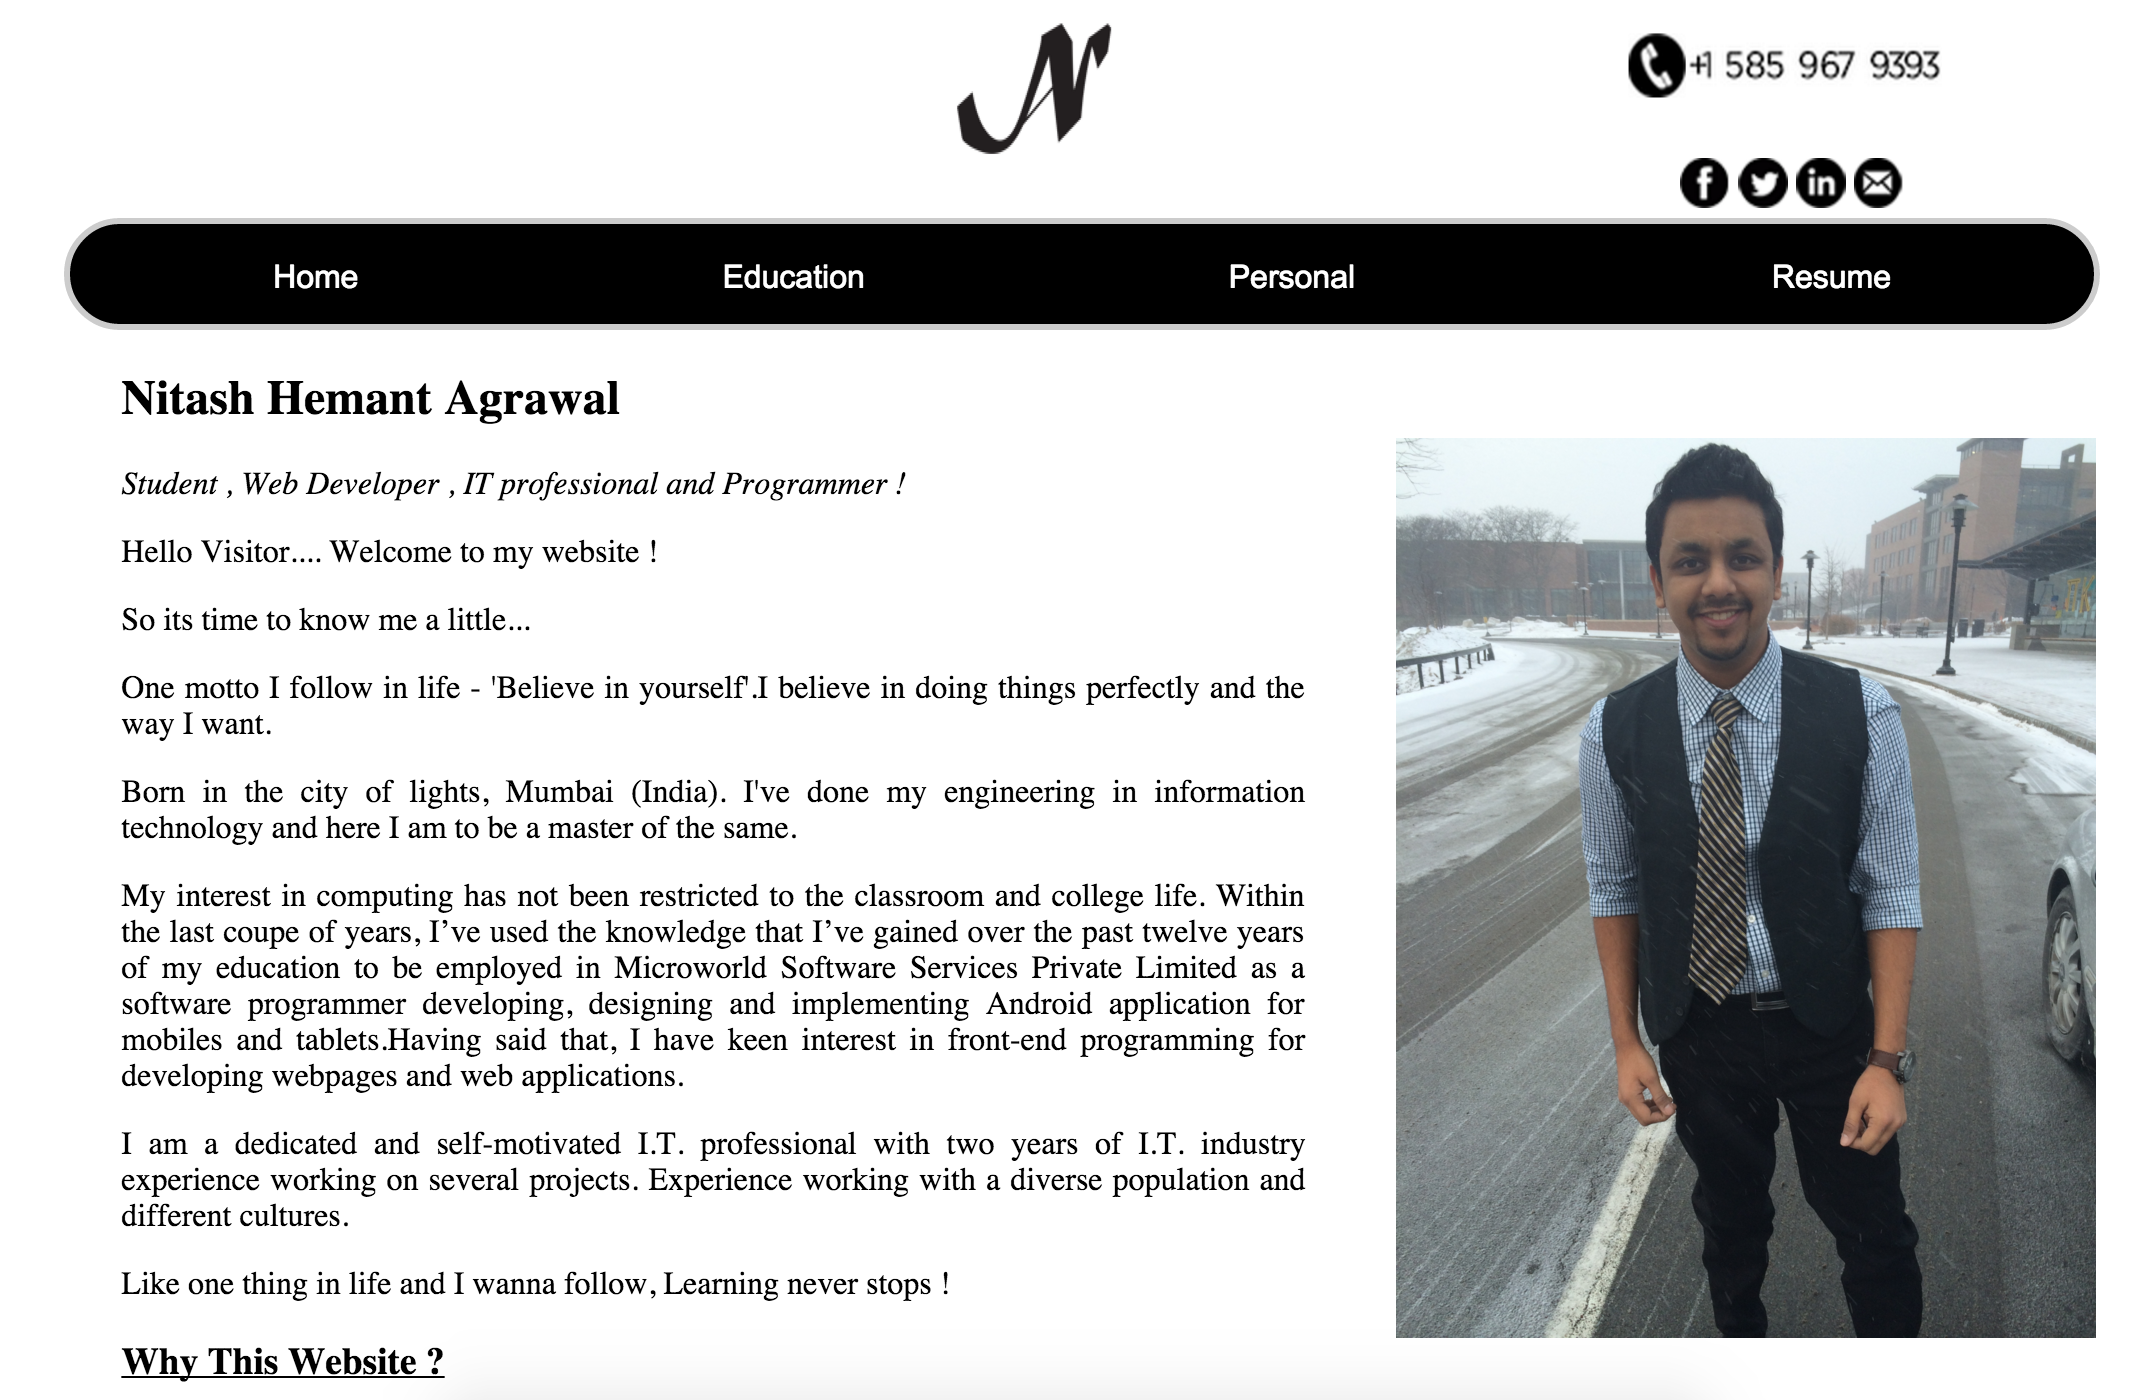 N
+1 585 967 9393
Home Education Personal Resume
Nitash Hemant Agrawal
Student , Web Developer , IT professional and Programmer !
Hello Visitor.... Welcome to my website !
So its time to know me a little...
One motto I follow in life - 'Believe in yourself'.I believe in doing things perfectly and the
way I want.
Born in the city of lights, Mumbai (India). I've done my engineering in information
technology and here I am to be a master of the same.
My interest in computing has not been restricted to the classroom and college life. Within
the last coupe of years, I’ve used the knowledge that I’ve gained over the past twelve years
of my education to be employed in Microworld Software Services Private Limited as a
software programmer developing, designing and implementing Android application for
mobiles and tablets.Having said that, I have keen interest in front-end programming for
developing webpages and web applications.
I am a dedicated and self-motivated I.T. professional with two years of I.T. industry
experience working on several projects. Experience working with a diverse population and
different cultures.
Like one thing in life and I wanna follow, Learning never stops !
Why This Website ?